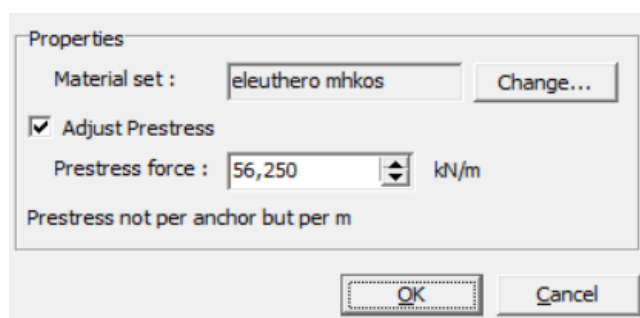 Properties
Material set : eleuthero mhkos Change...
Adjust Prestress
Prestress force : 56,250 kN/m
Prestress not per anchor but per m
OK Cancel